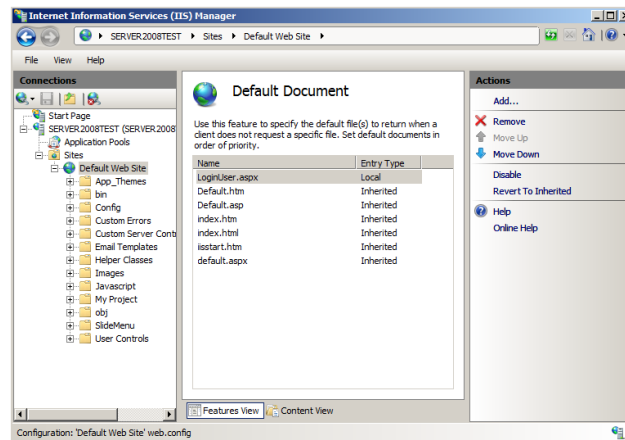 Internet Information Services (IIS) Manager
SERVER2008TEST Sites Default Web Site
File View Help
Connections
Start Page
SERVER2008TEST (SERVER2008
Application Pools
Sites
Default Web Site
App_Themes
bin
Config
Custom Errors
Custom Server Cont
Email Templates
Helper Classes
Images
Javascript
My Project
obj
SlideMenu
User Controls
Default Document
Use this feature to specify the default file(s) to return when a
client does not request a specific file. Set default documents in
order of priority.
Name Entry Type
LoginUser.aspx Local
Default.htm Inherited
Default.asp Inherited
index.htm Inherited
index.html Inherited
iisstart.htm Inherited
default.aspx Inherited
Features View Content View
Actions
Add...
Remove
Move Up
Move Down
Disable
Revert To Inherited
Help
Online Help
Configuration: 'Default Web Site' web.config